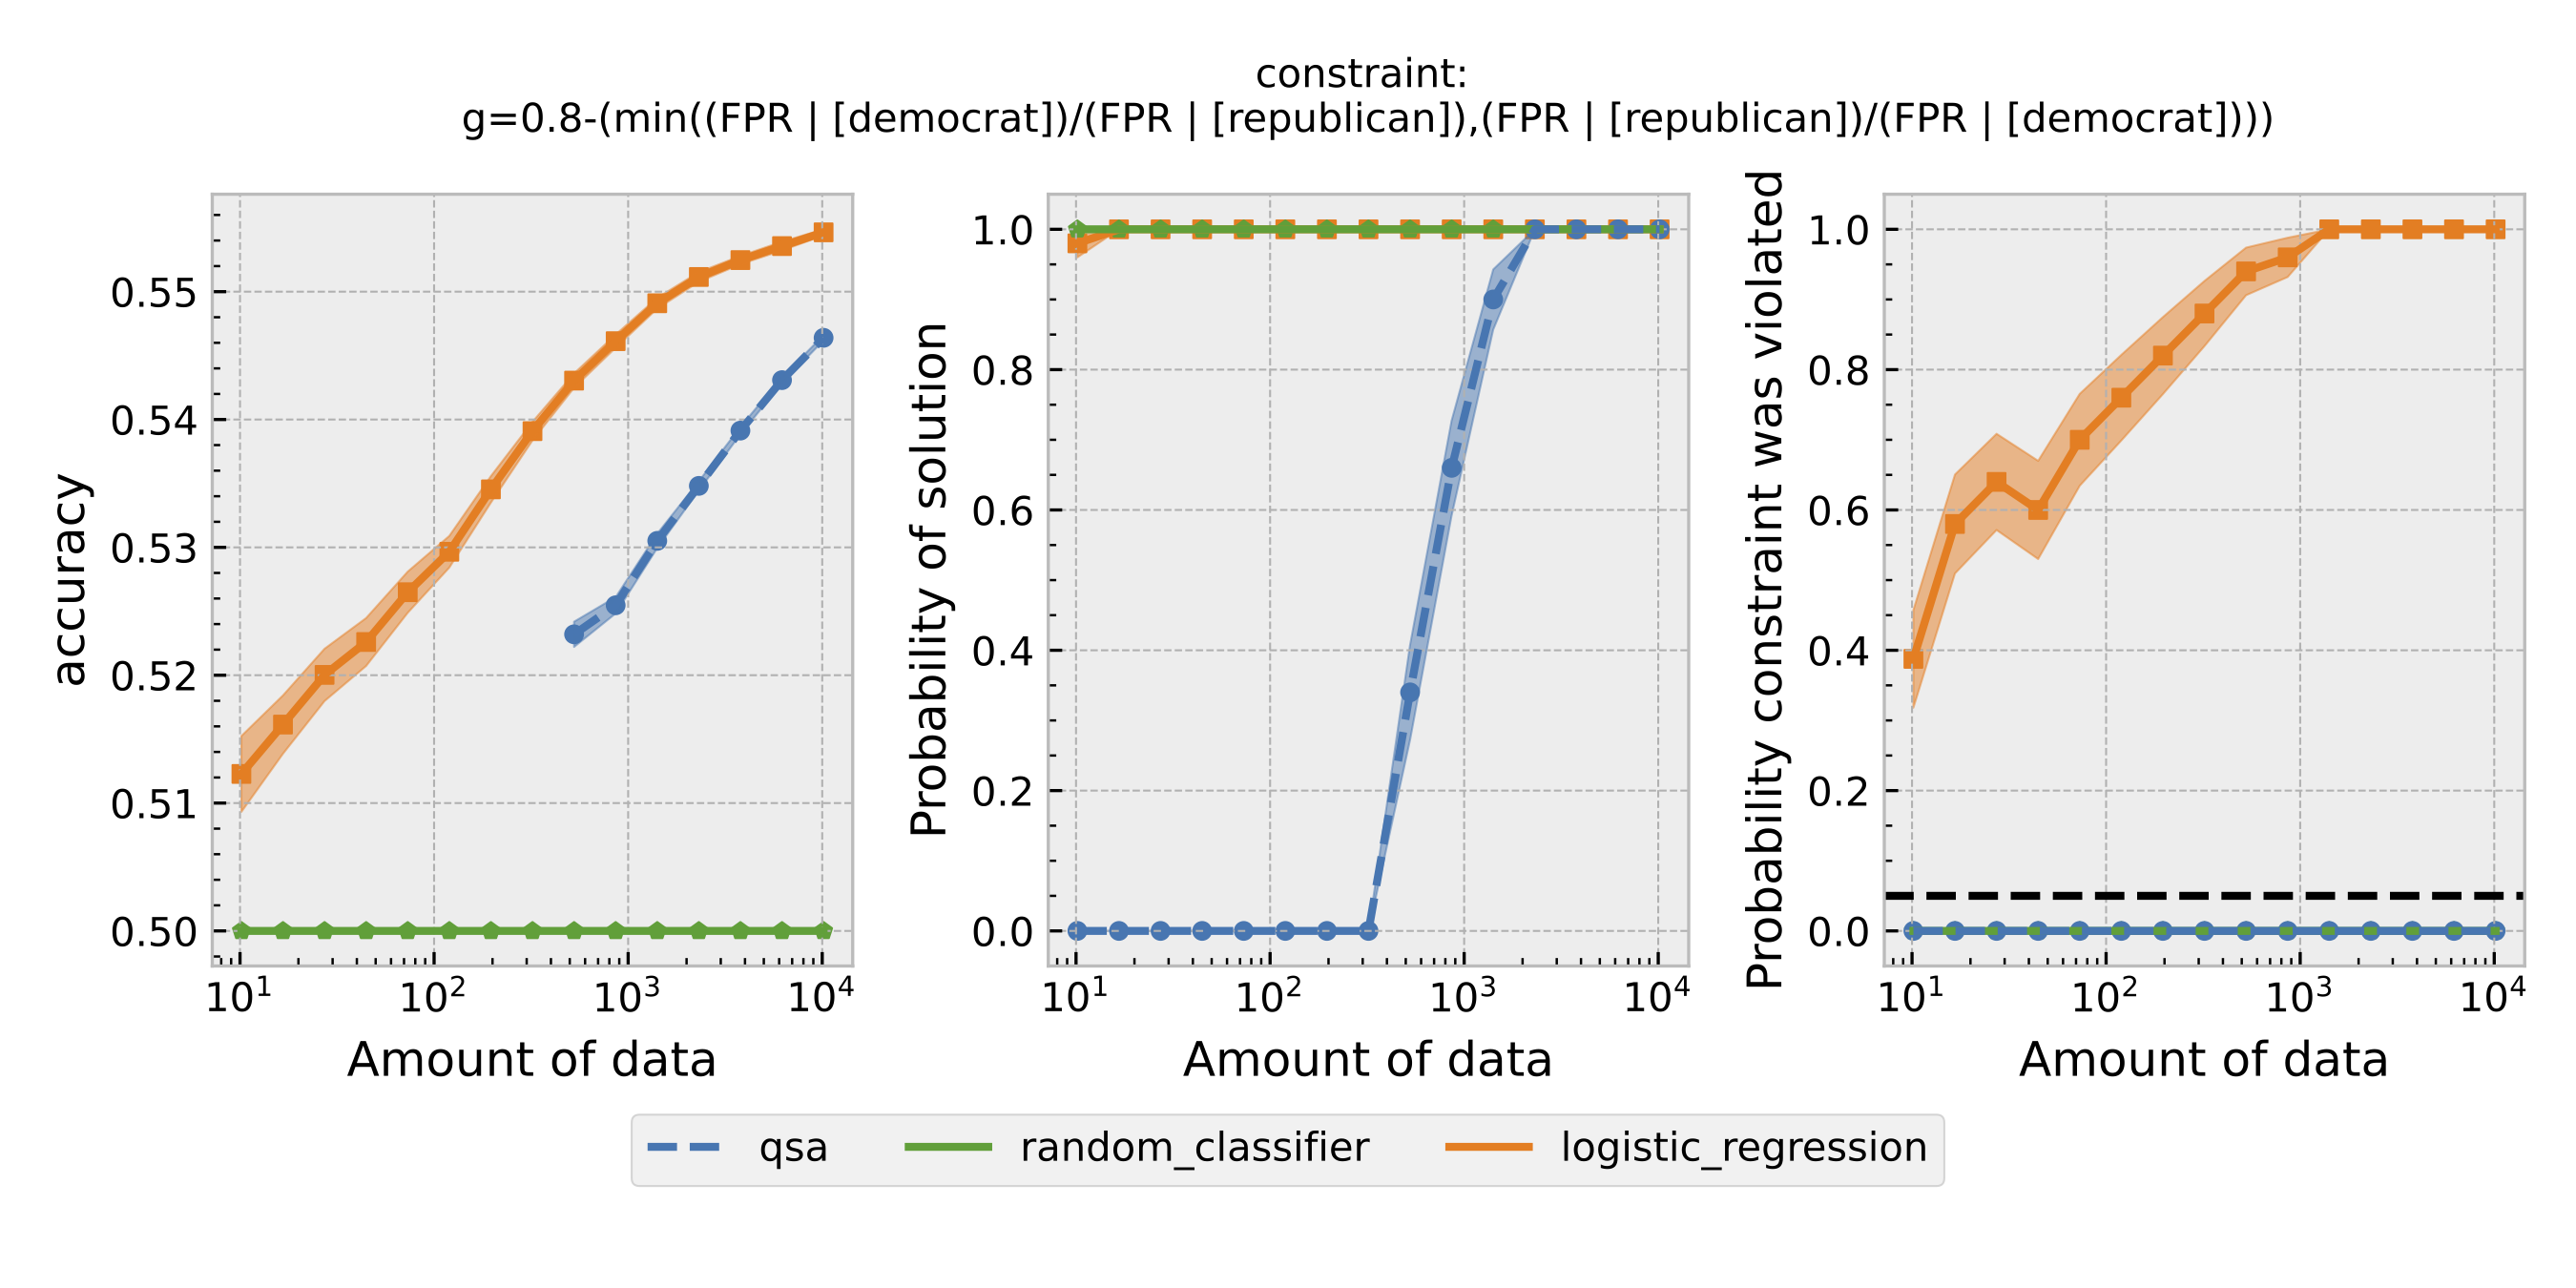 constraint:
g=0.8-(min((FPR | [democrat])/(FPR | [republican]),(FPR | [republican])/(FPR | [democrat])))
accuracy
0.55
0.54
0.53
0.52
0.51
0.50
10¹ 10² 10³ 10⁴
Amount of data
Probability of solution
1.0
0.8
0.6
0.4
0.2
0.0
10¹ 10² 10³ 10⁴
Amount of data
Probability constraint was violated
1.0
0.8
0.6
0.4
0.2
0.0
10¹ 10² 10³ 10⁴
Amount of data
qsa random_classifier logistic_regression